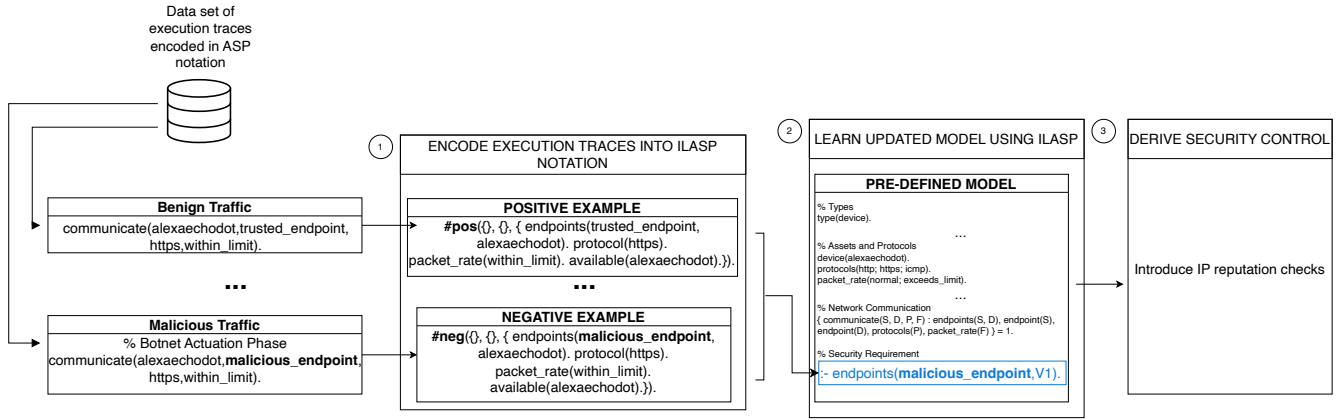 Data set of
execution traces
encoded in ASP
notation
Benign Traffic
communicate(alexaechodot,trusted_endpoint,
https,within_limit).
...
Malicious Traffic
% Botnet Actuation Phase
communicate(alexaechodot,malicious_endpoint,
https,within_limit).
1
ENCODE EXECUTION TRACES INTO ILASP
NOTATION
POSITIVE EXAMPLE
#pos({}, {}, { endpoints(trusted_endpoint,
alexaechodot). protocol(https).
packet_rate(within_limit). available(alexaechodot).}).
...
NEGATIVE EXAMPLE
#neg({}, {}, { endpoints(malicious_endpoint,
alexaechodot). protocol(https).
packet_rate(within_limit).
available(alexaechodot).}).
2
LEARN UPDATED MODEL USING ILASP
PRE-DEFINED MODEL
% Types
type(device).
...
% Assets and Protocols
device(alexaechodot).
protocols(http; https; icmp).
packet_rate(normal; exceeds_limit).
...
% Network Communication
{ communicate(S, D, P, F) : endpoints(S, D), endpoint(S),
endpoint(D), protocols(P), packet_rate(F) } = 1.
% Security Requirement
:- endpoints(malicious_endpoint,V1).
3
DERIVE SECURITY CONTROL
Introduce IP reputation checks